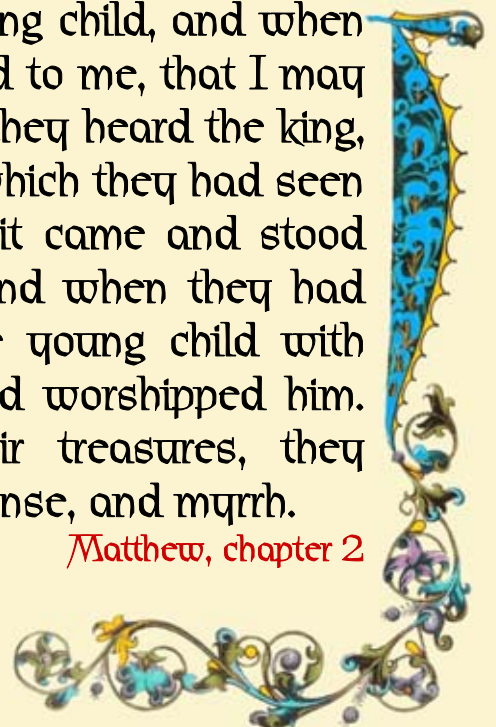 ng child, and when
d to me, that I may
hey heard the king,
which they had seen
it came and stood
nd when they had
young child with
d worshipped him.
ir treasures, they
nse, and myrrh.
Matthew, chapter 2